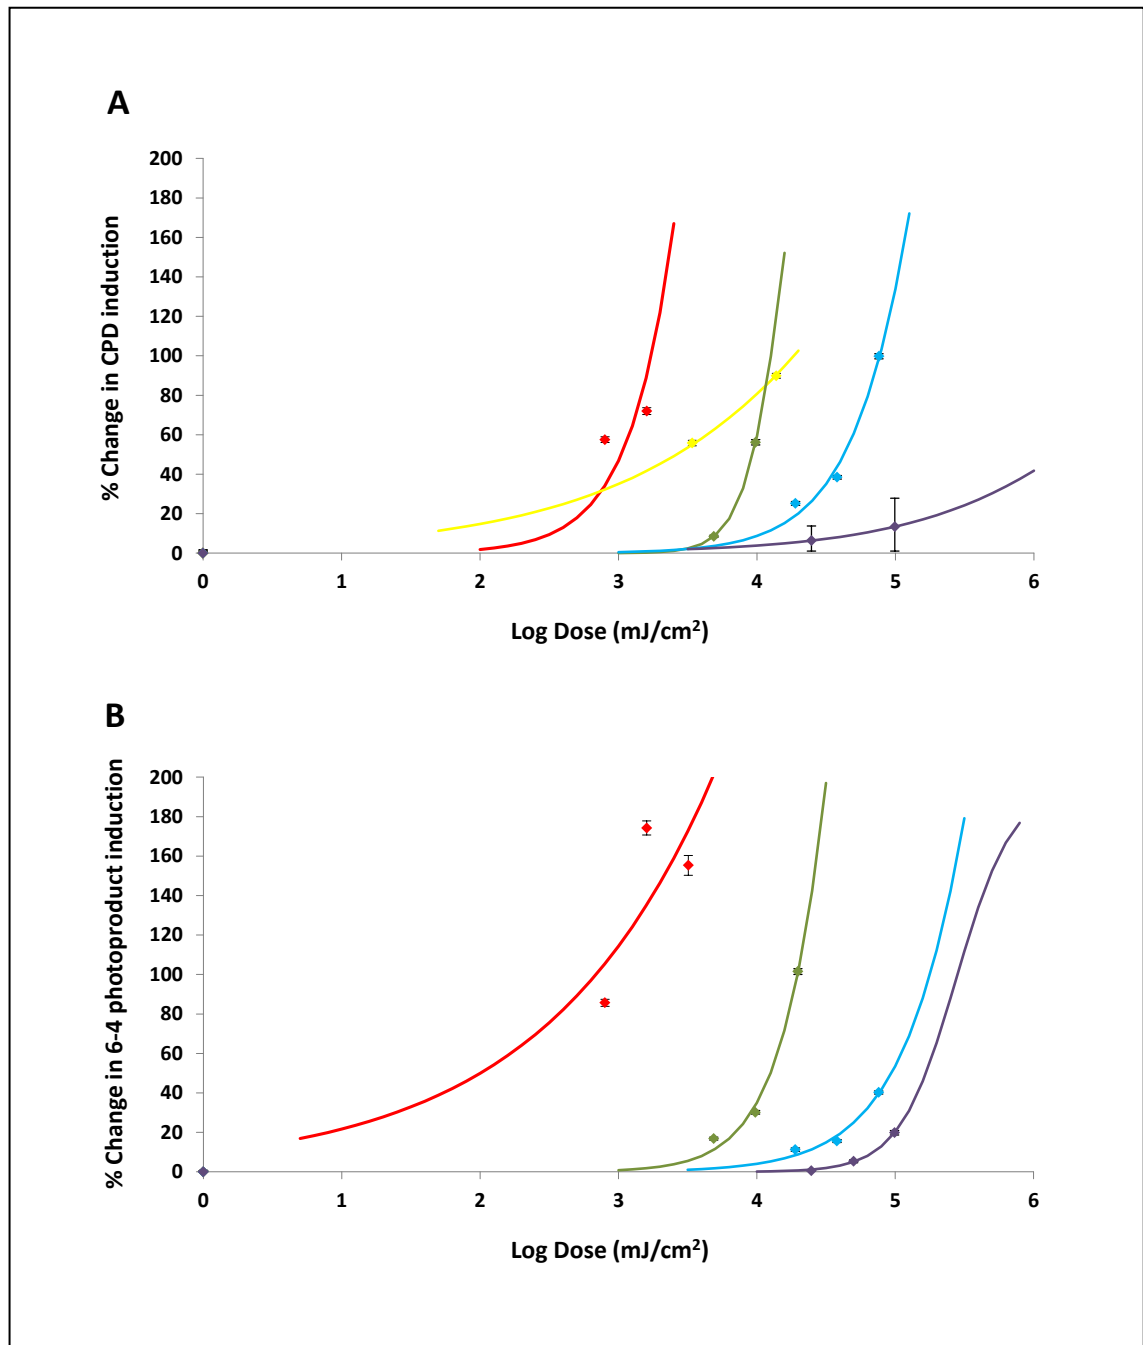 A
200
180
160
140
120
100
80
60
40
20
0
% Change in CPD induction
0 1 2 3 4 5 6
Log Dose (mJ/cm²)
B
200
180
160
140
120
100
80
60
40
20
0
% Change in 6-4 photoproduct induction
0 1 2 3 4 5 6
Log Dose (mJ/cm²)